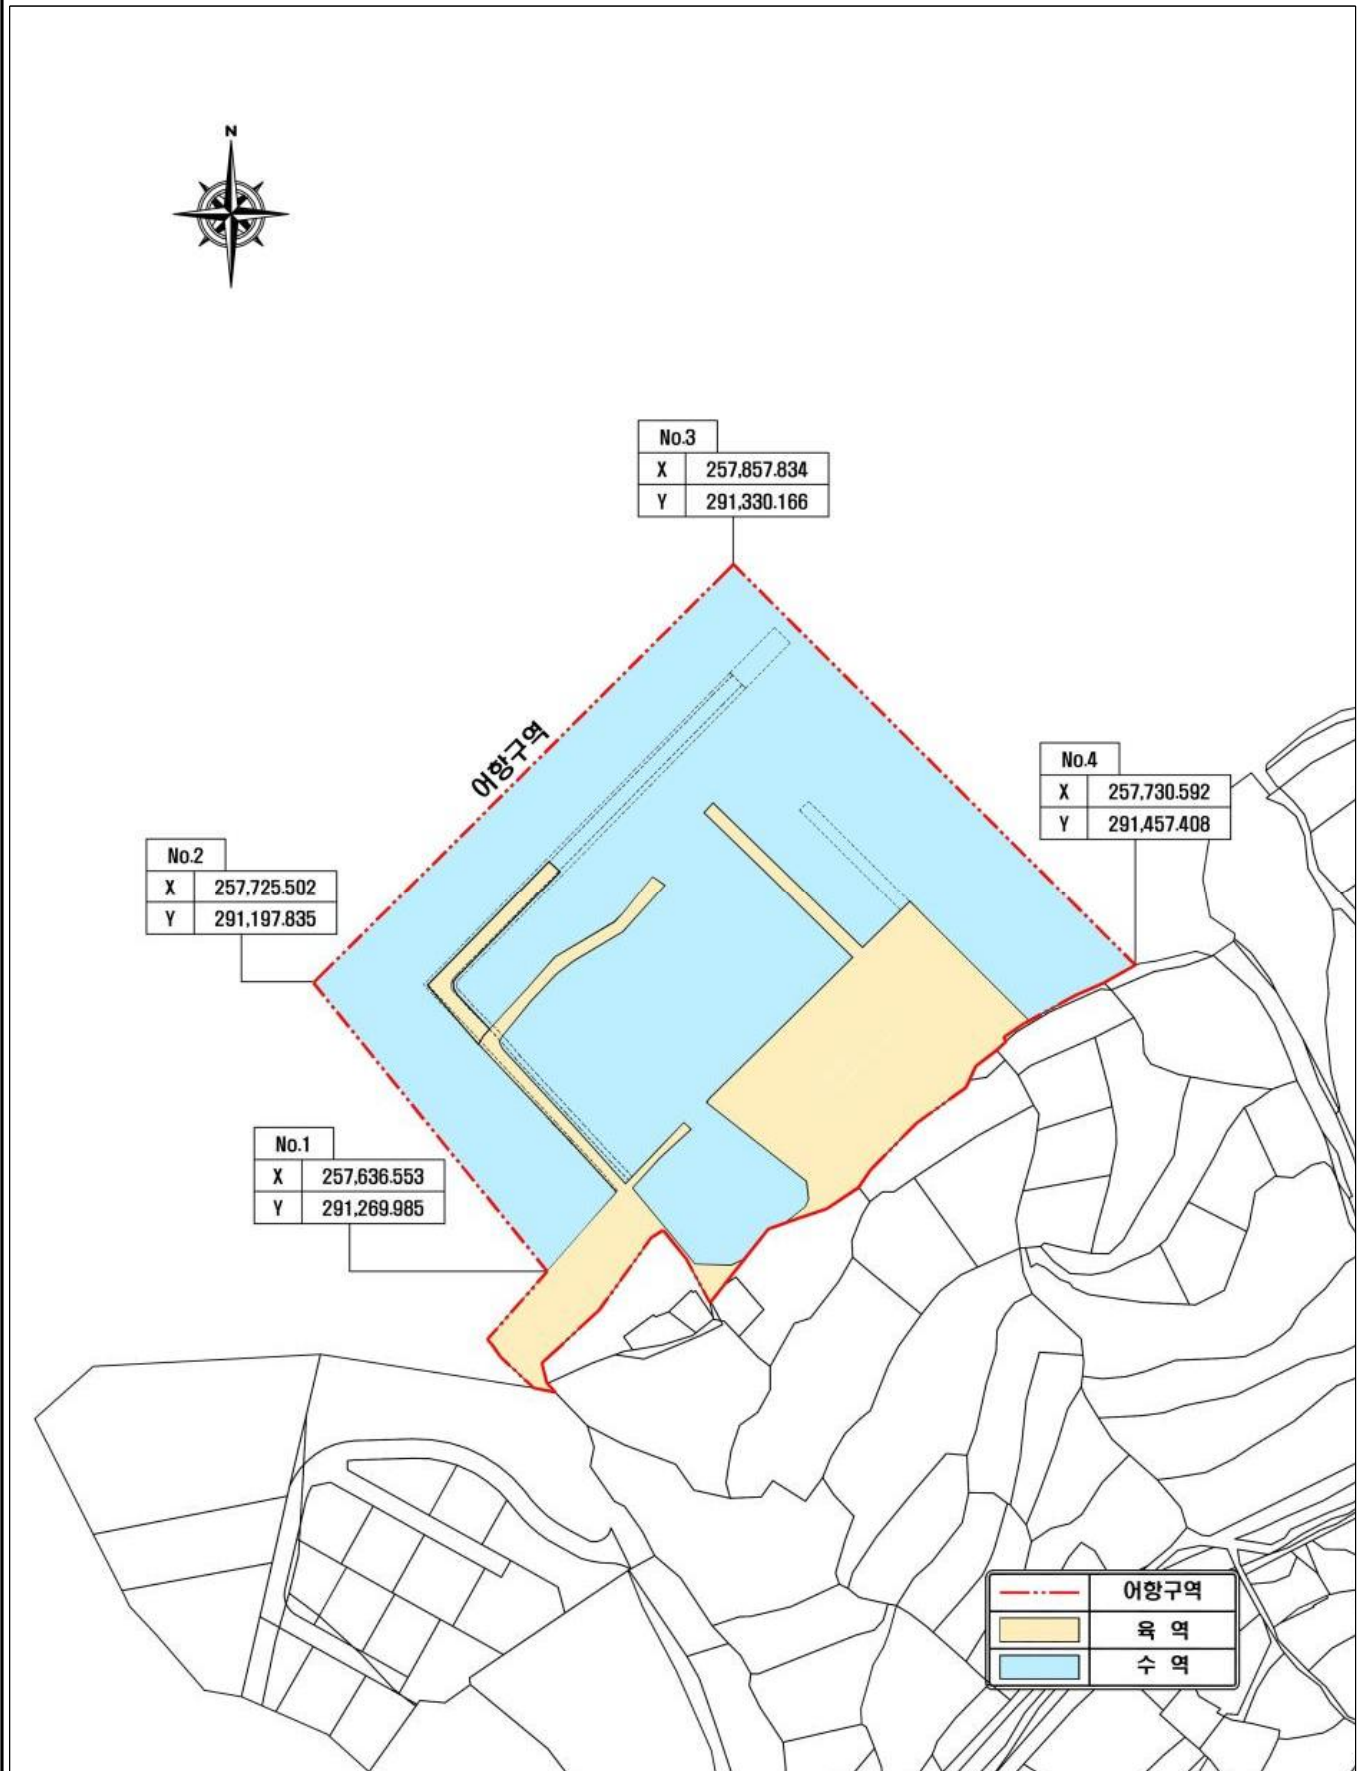 N
No.3
X 257,857.834
Y 291,330.166
어항구역
No.4
X 257,730.592
Y 291,457.408
No.2
X 257,725.502
Y 291,197.835
No.1
X 257,636.553
Y 291,269.985
어항구역
육 역
수 역